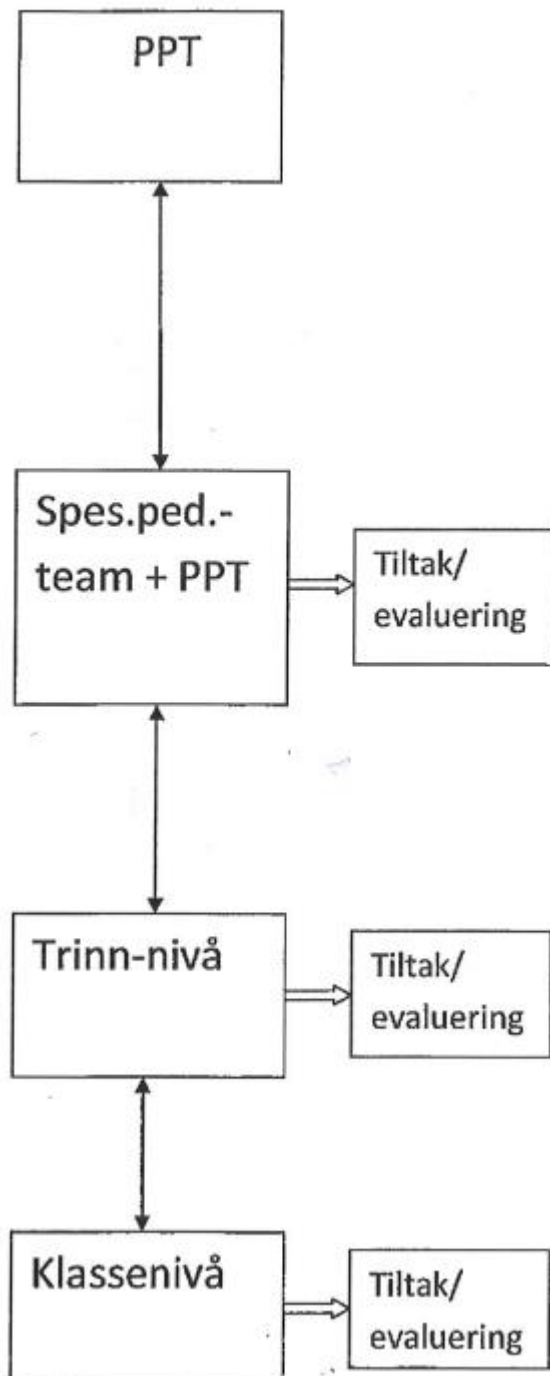 PPT
Spes.ped.-
team + PPT
Tiltak/
evaluering
Trinn-nivå
Tiltak/
evaluering
Klassenivå
Tiltak/
evaluering